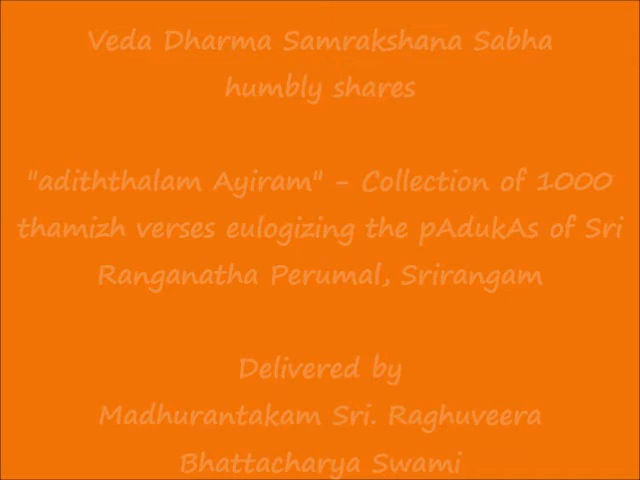 Veda Dharma Samrakshana Sabha
humbly shares
"adiththalam Ayiram" - Collection of 1000
thamizh verses eulogizing the pAdukAs of Sri
Ranganatha Perumal, Srirangam
Delivered by
Madhurantakam Sri. Raghuveera
Bhattacharya Swami